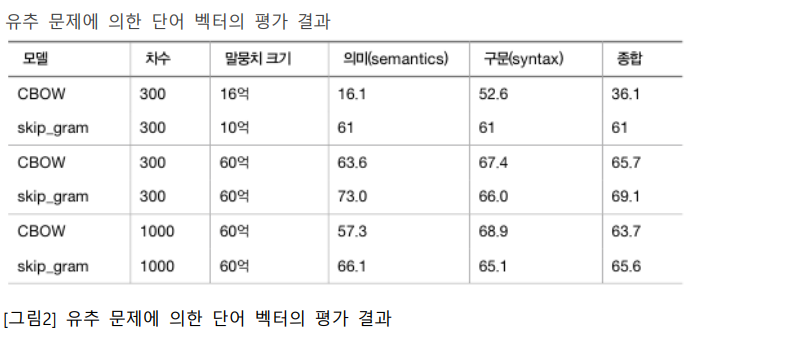 유추 문제에 의한 단어 벡터의 평가 결과
모델 차수 말뭉치 크기 의미(semantics) 구문(syntax) 종합
CBOW 300 16억 16.1 52.6 36.1
skip_gram 300 10억 61 61 61
CBOW 300 60억 63.6 67.4 65.7
skip_gram 300 60억 73.0 66.0 69.1
CBOW 1000 60억 57.3 68.9 63.7
skip_gram 1000 60억 66.1 65.1 65.6
[그림2] 유추 문제에 의한 단어 벡터의 평가 결과